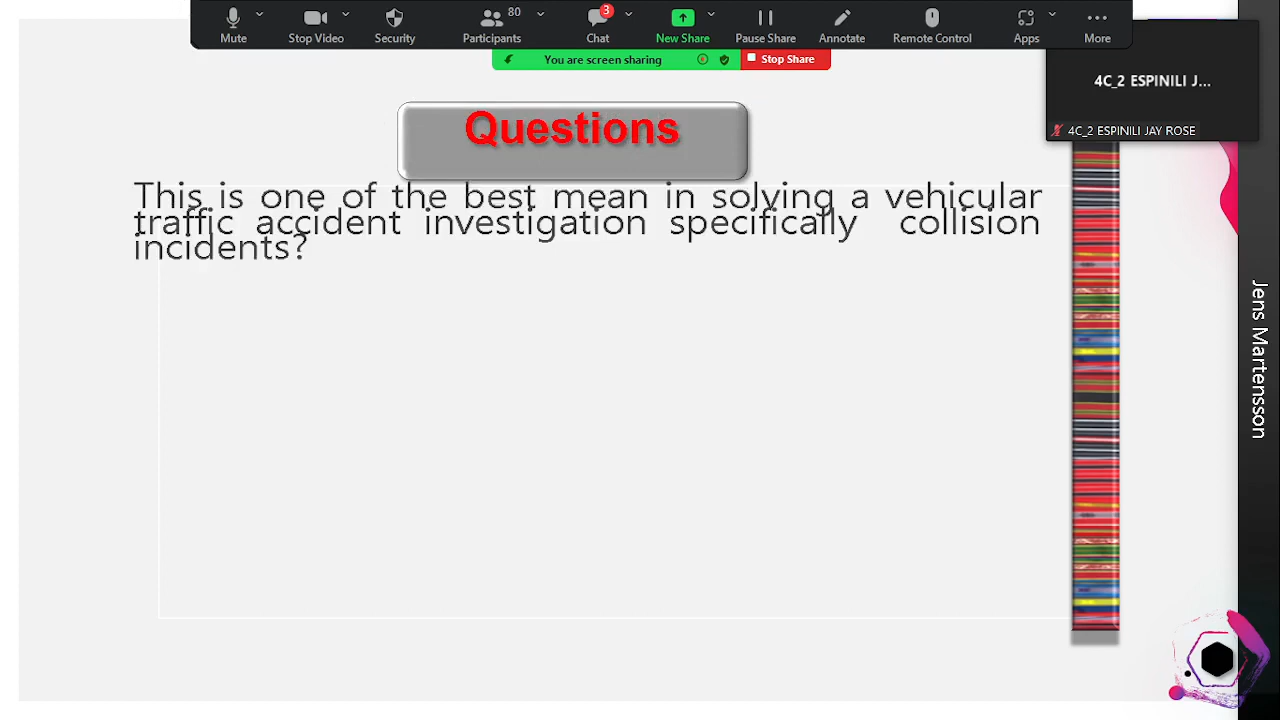 Mute
Stop Video
Security
Participants
80
Chat
3
New Share
Pause Share
Annotate
Remote Control
Apps
More
You are screen sharing
Stop Share
4C_2 ESPINILI J...
4C_2 ESPINILI JAY ROSE
Questions
This is one of the best mean in solving a vehicular
traffic accident investigation specifically collision
incidents?
Jens Martensson